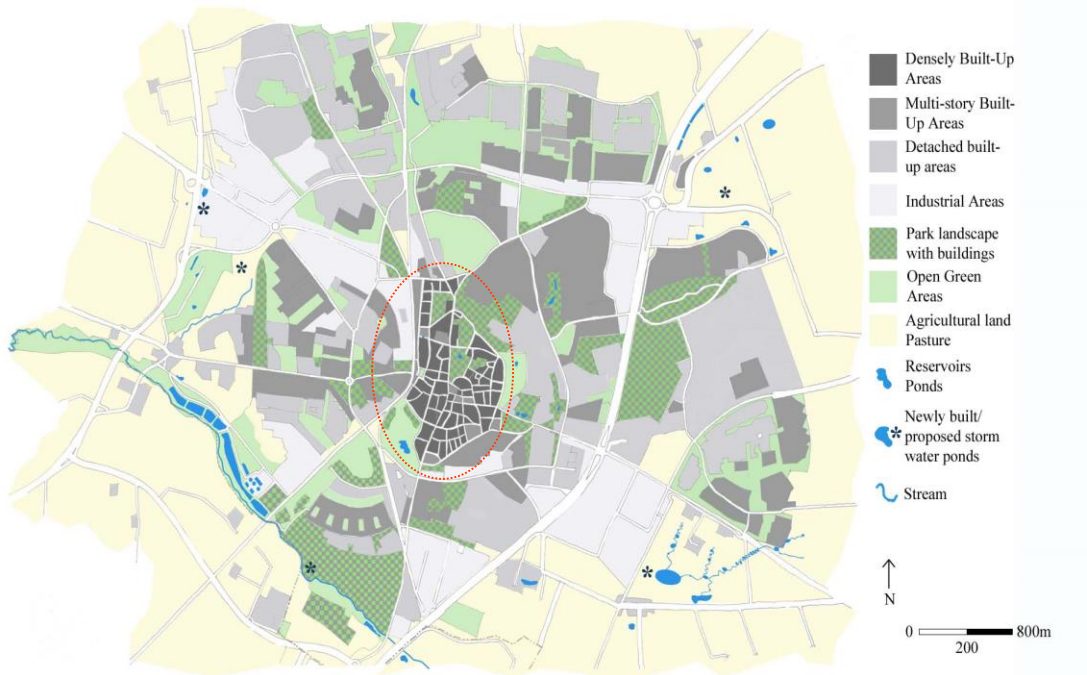 Densely Built-Up
Areas
Multi-story Built-
Up Areas
Detached built-
up areas
Industrial Areas
Park landscape
with buildings
Open Green
Areas
Agricultural land
Pasture
Reservoirs
Ponds
*
Newly built/
proposed storm
water ponds
Stream
N
0 800m
200